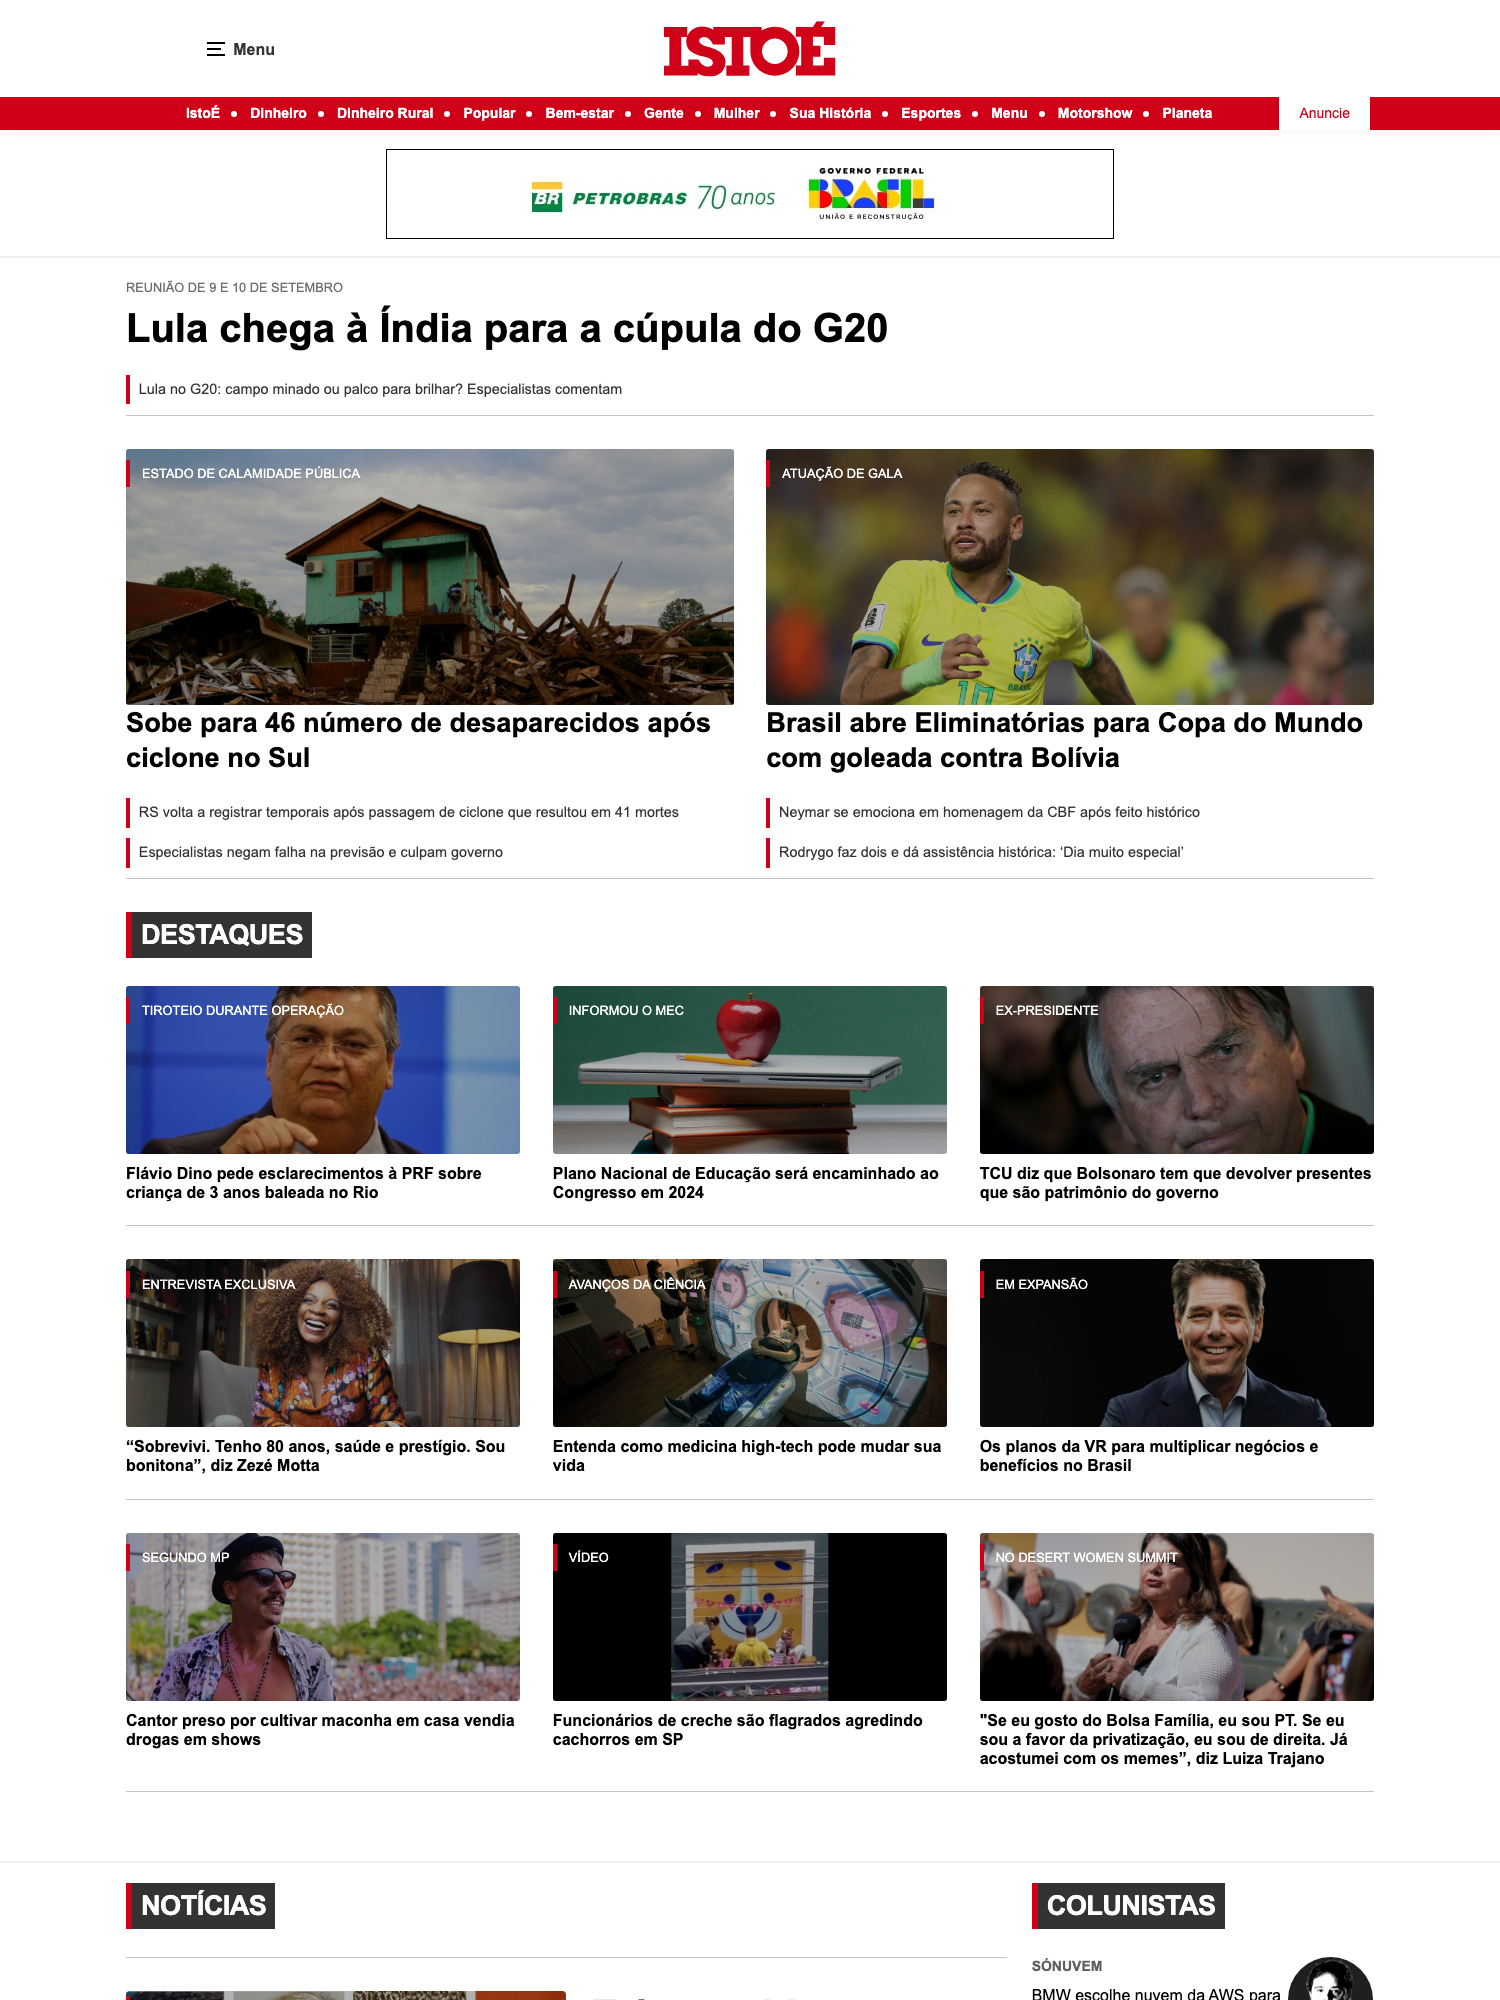 Menu
ISTOÉ
IstoÉ • Dinheiro • Dinheiro Rural • Popular • Bem-estar • Gente • Mulher • Sua História • Esportes • Menu • Motorshow • Planeta
Anuncie
BR PETROBRAS 70 anos
GOVERNO FEDERAL
BRASIL
UNIÃO E RECONSTRUÇÃO
REUNIÃO DE 9 E 10 DE SETEMBRO
Lula chega à Índia para a cúpula do G20
Lula no G20: campo minado ou palco para brilhar? Especialistas comentam
ESTADO DE CALAMIDADE PÚBLICA
Sobe para 46 número de desaparecidos após
ciclone no Sul
RS volta a registrar temporais após passagem de ciclone que resultou em 41 mortes
Especialistas negam falha na previsão e culpam governo
ATUAÇÃO DE GALA
CBF
BRASIL
10
Brasil abre Eliminatórias para Copa do Mundo
com goleada contra Bolívia
Neymar se emociona em homenagem da CBF após feito histórico
Rodrygo faz dois e dá assistência histórica: ‘Dia muito especial’
DESTAQUES
TIROTEIO DURANTE OPERAÇÃO
Flávio Dino pede esclarecimentos à PRF sobre
criança de 3 anos baleada no Rio
INFORMOU O MEC
Plano Nacional de Educação será encaminhado ao
Congresso em 2024
EX-PRESIDENTE
TCU diz que Bolsonaro tem que devolver presentes
que são patrimônio do governo
ENTREVISTA EXCLUSIVA
“Sobrevivi. Tenho 80 anos, saúde e prestígio. Sou
bonitona”, diz Zezé Motta
AVANÇOS DA CIÊNCIA
Entenda como medicina high-tech pode mudar sua
vida
EM EXPANSÃO
Os planos da VR para multiplicar negócios e
benefícios no Brasil
SEGUNDO MP
Cantor preso por cultivar maconha em casa vendia
drogas em shows
VÍDEO
Funcionários de creche são flagrados agredindo
cachorros em SP
NO DESERT WOMEN SUMMIT
"Se eu gosto do Bolsa Família, eu sou PT. Se eu
sou a favor da privatização, eu sou de direita. Já
acostumei com os memes”, diz Luiza Trajano
NOTÍCIAS
COLUNISTAS
SÓNUVEM
BMW escolhe nuvem da AWS para